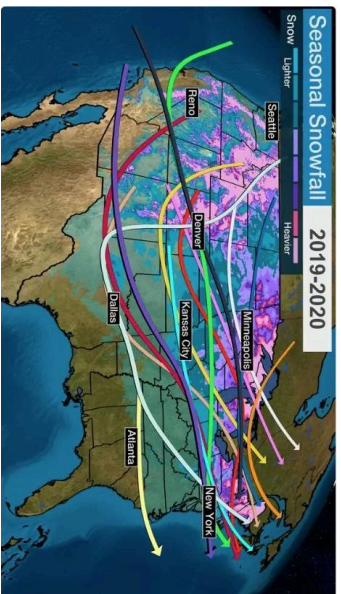 Seasonal Snowfall
2019-2020
Snow
Lighter
Heavier
Seattle
Reno
Denver
Minneapolis
Kansas City
Dallas
Atlanta
New York